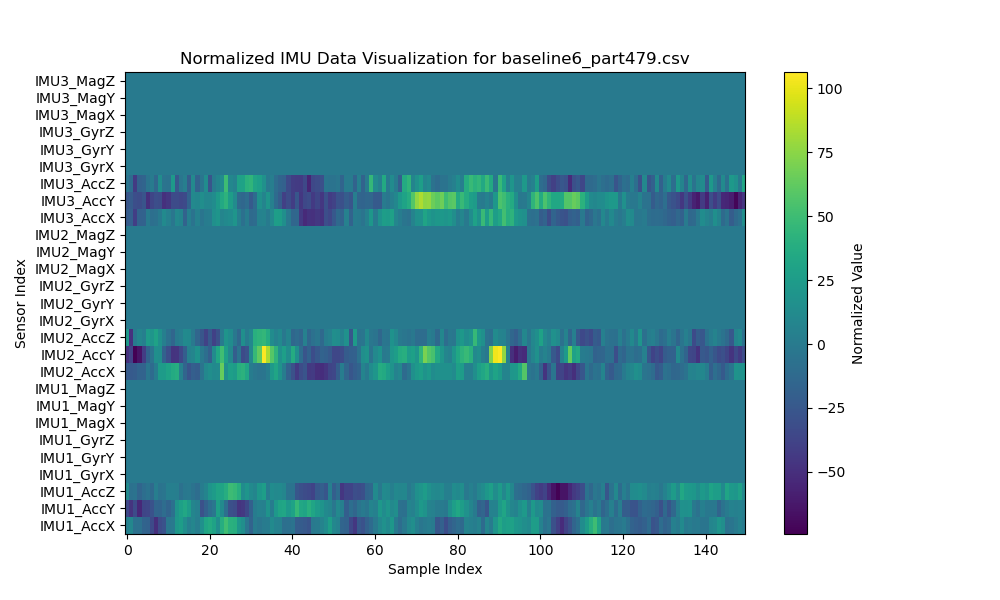 Normalized IMU Data Visualization for baseline6_part479.csv
IMU3_MagZ
IMU3_MagY
IMU3_MagX
IMU3_GyrZ
IMU3_GyrY
IMU3_GyrX
IMU3_AccZ
IMU3_AccY
IMU3_AccX
IMU2_MagZ
IMU2_MagY
IMU2_MagX
IMU2_GyrZ
IMU2_GyrY
IMU2_GyrX
IMU2_AccZ
IMU2_AccY
IMU2_AccX
IMU1_MagZ
IMU1_MagY
IMU1_MagX
IMU1_GyrZ
IMU1_GyrY
IMU1_GyrX
IMU1_AccZ
IMU1_AccY
IMU1_AccX
Sensor Index
0 20 40 60 80 100 120 140
Sample Index
100
75
50
25
0
−25
−50
Normalized Value